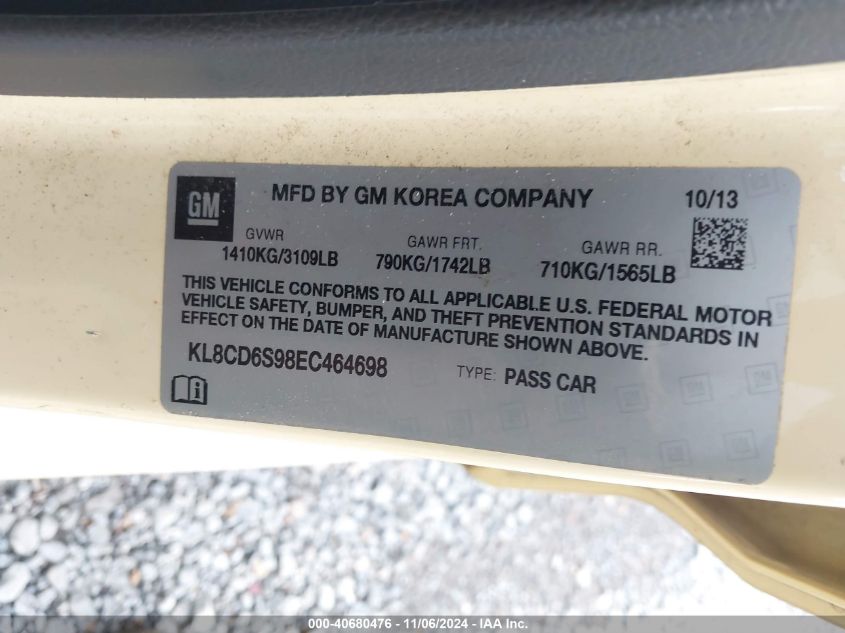 GM MFD BY GM KOREA COMPANY 10/13
GVWR GAWR FRT. GAWR RR.
1410KG/3109LB 790KG/1742LB 710KG/1565LB
THIS VEHICLE CONFORMS TO ALL APPLICABLE U.S. FEDERAL MOTOR
VEHICLE SAFETY, BUMPER, AND THEFT PREVENTION STANDARDS IN
EFFECT ON THE DATE OF MANUFACTURE SHOWN ABOVE.
KL8CD6S98EC464698 TYPE: PASS CAR
000-40680476 - 11/06/2024 - IAA Inc.